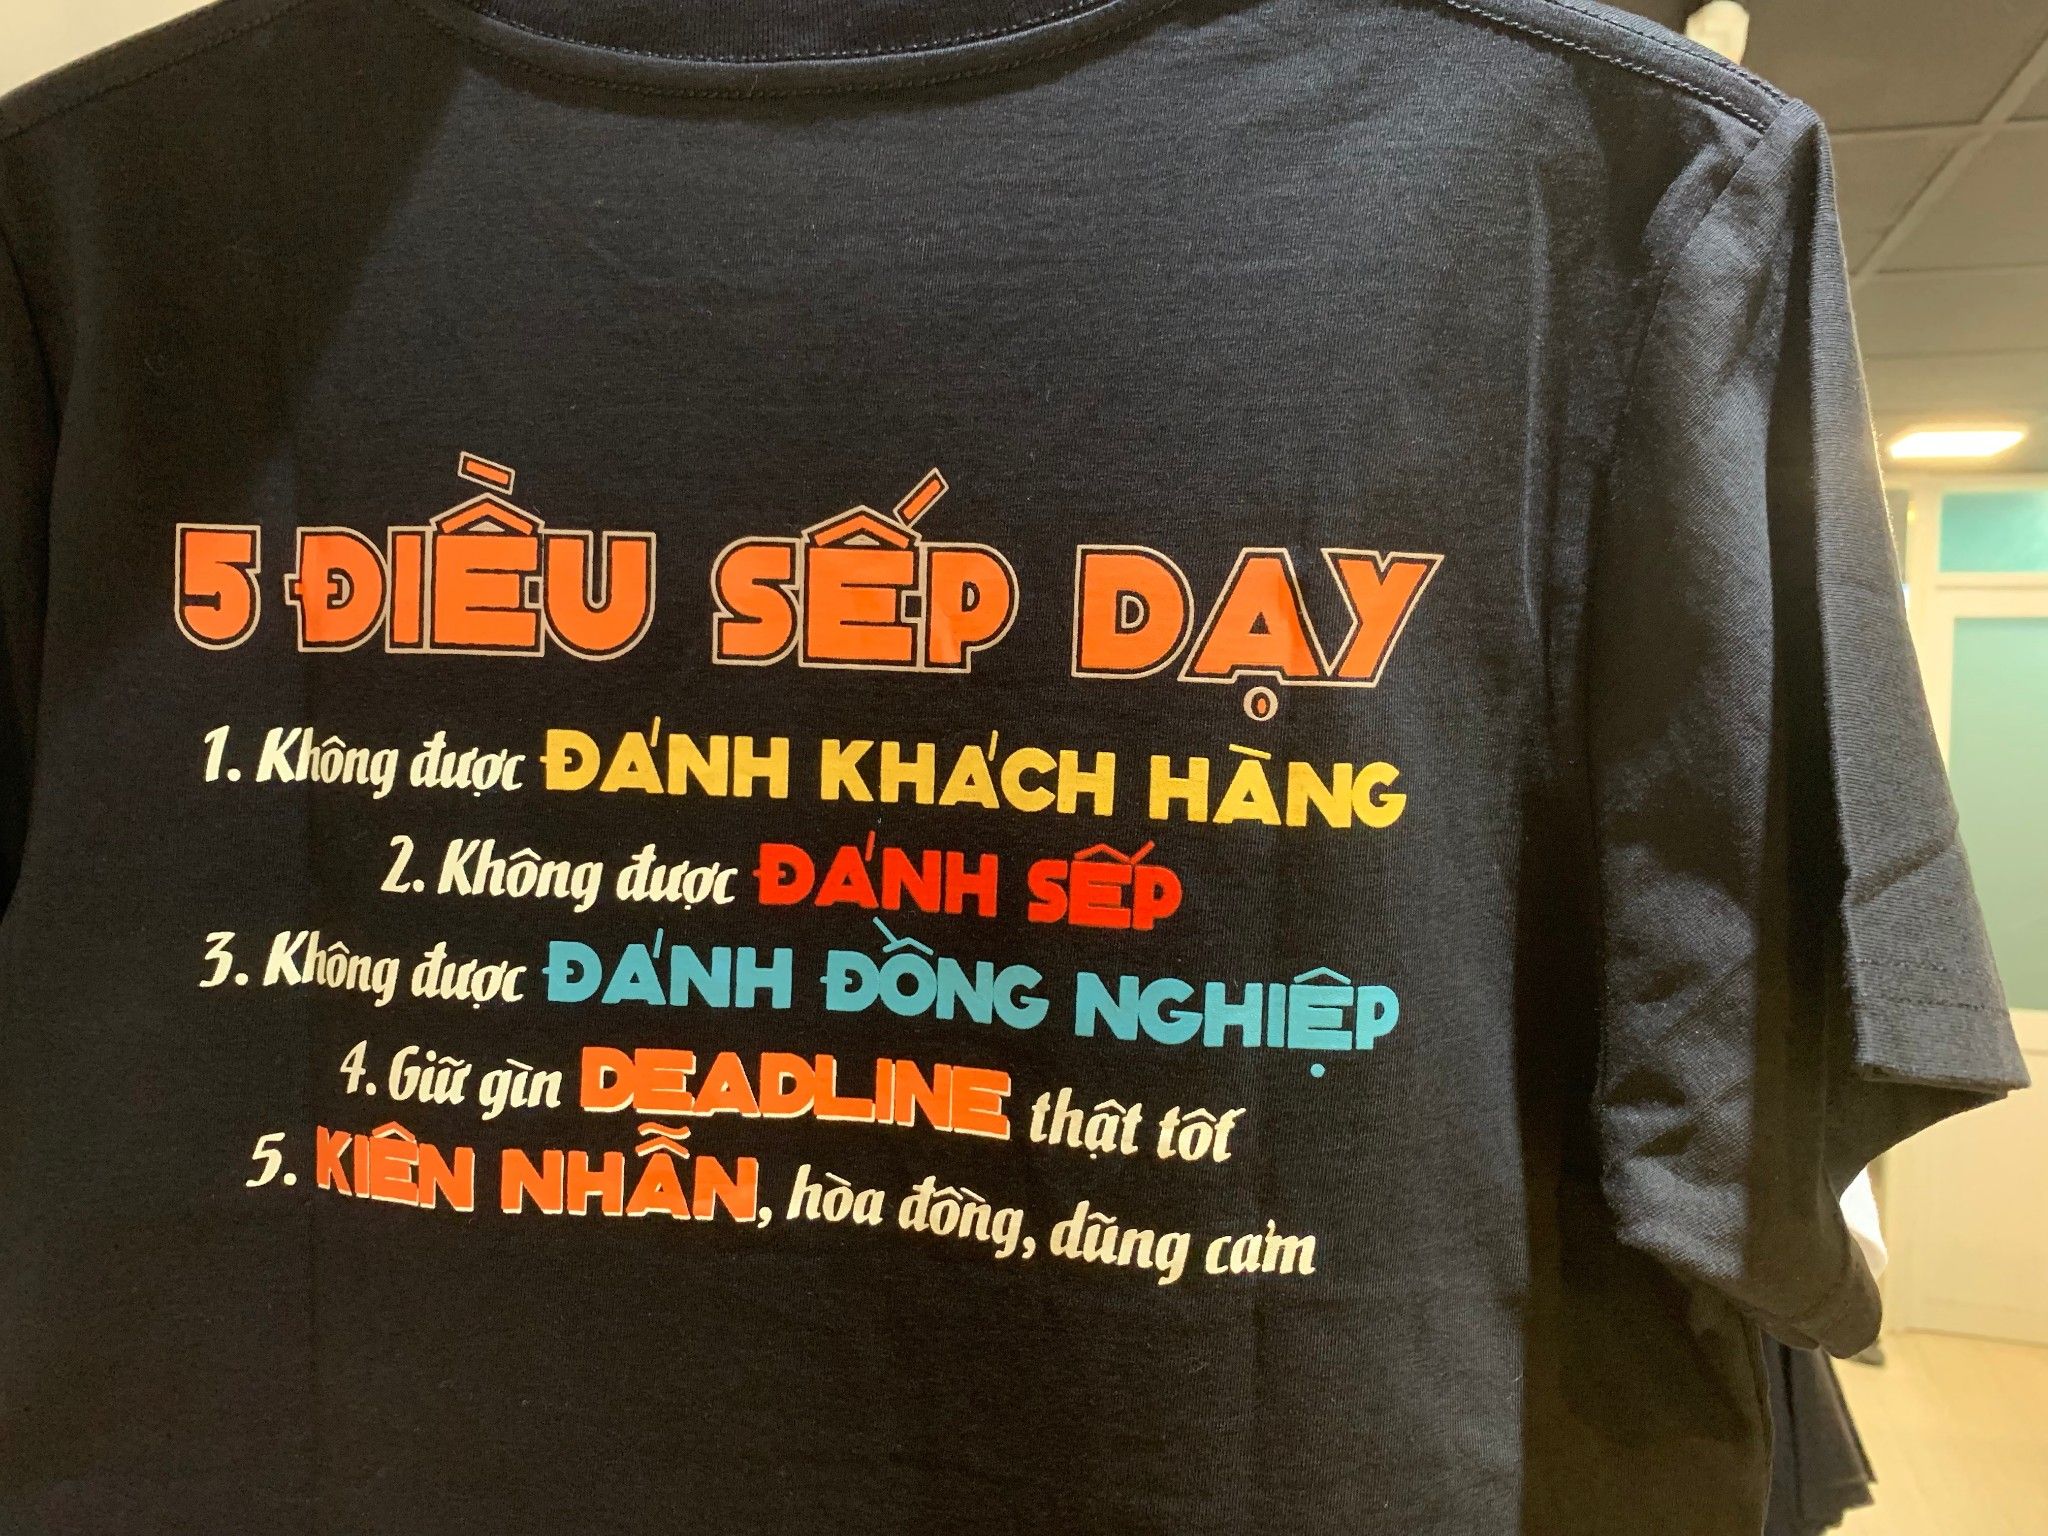 5 ĐIỀU SẾP DẠY
1. Không được ĐÁNH KHÁCH HÀNG
2. Không được ĐÁNH SẾP
3. Không được ĐÁNH ĐỒNG NGHIỆP
4. Giữ gìn DEADLINE thật tốt
5. KIÊN NHẪN, hòa đồng, dũng cảm